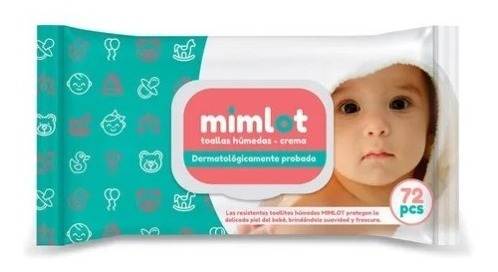 mimlot
toallas húmedas - crema
Dermatológicamente probada
72
pcs
Las resistentes toallitas húmedas MIMLOT protegen la
delicada piel del bebé, brindándole suavidad y frescura.